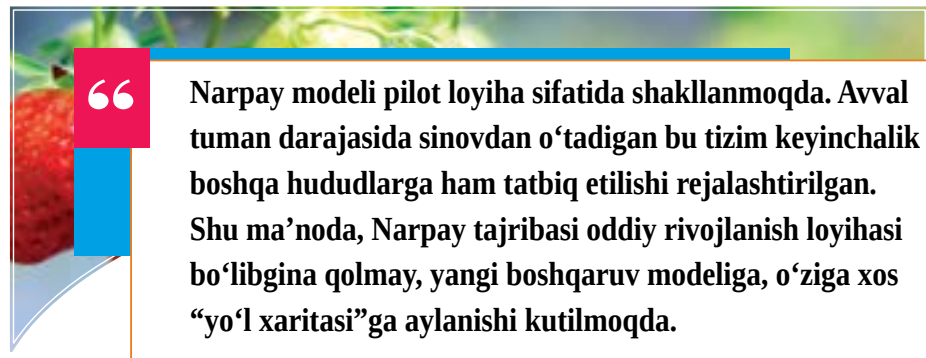 “
Narpay modeli pilot loyiha sifatida shakllanmoqda. Avval
tuman darajasida sinovdan o‘tadigan bu tizim keyinchalik
boshqa hududlarga ham tatbiq etilishi rejalashtirilgan.
Shu ma’noda, Narpay tajribasi oddiy rivojlanish loyihasi
bo‘libgina qolmay, yangi boshqaruv modeliga, o‘ziga xos
“yo‘l xaritasi”ga aylanishi kutilmoqda.